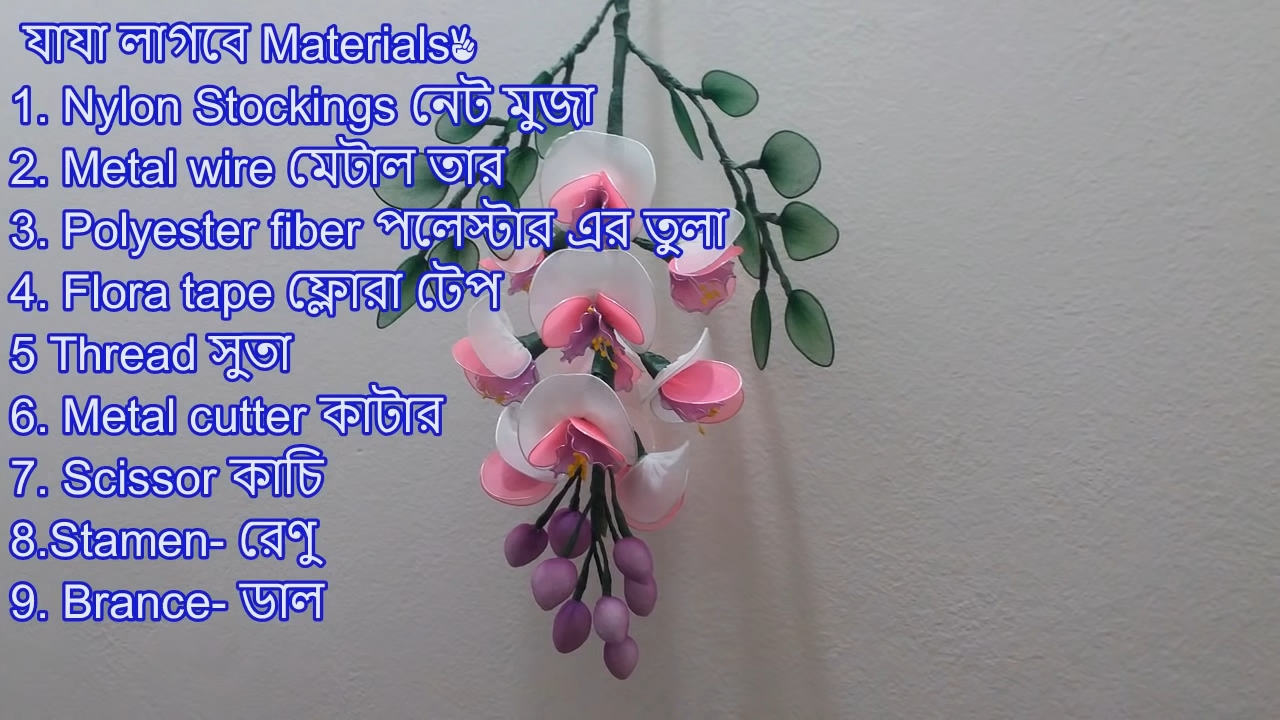 যাযা লাগবে Materials✌
1. Nylon Stockings নেট মুজা
2. Metal wire মেটাল তার
3. Polyester fiber পলেস্টার এর তুলা
4. Flora tape ফ্লোরা টেপ
5 Thread সুতা
6. Metal cutter কাটার
7. Scissor কাচি
8.Stamen- রেণু
9. Brance- ডাল